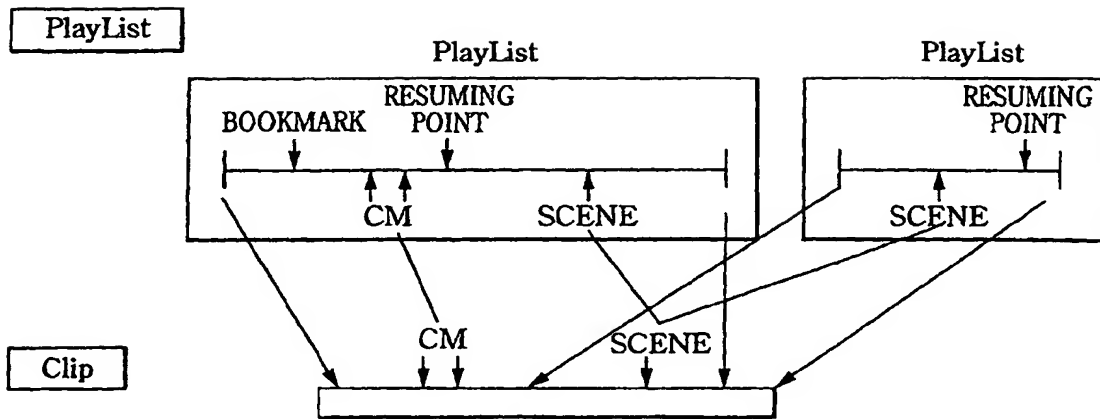 PlayList
PlayList
PlayList
RESUMING
BOOKMARK POINT
RESUMING
POINT
CM
SCENE
SCENE
CM
SCENE
Clip